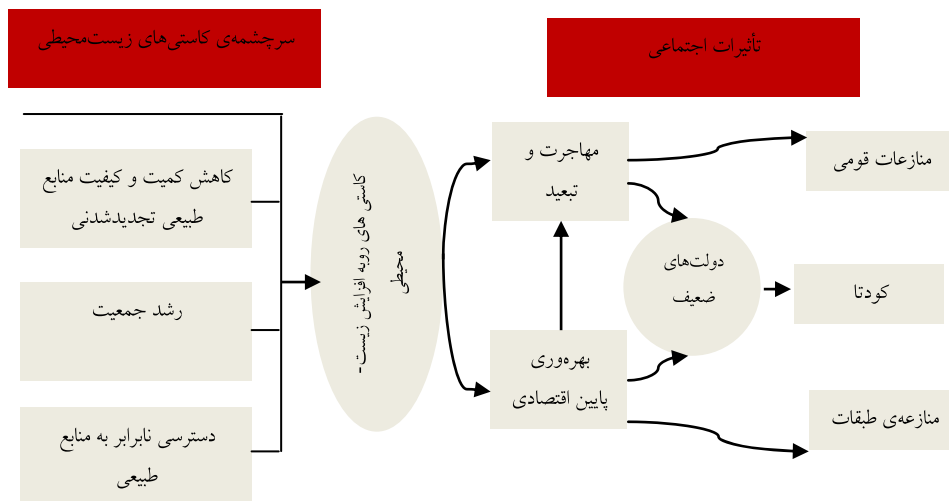 سرچشمه‌ی کاستی‌های زیست‌محیطی
کاهش کمیت و کیفیت منابع
طبیعی تجدیدشدنی
رشد جمعیت
دسترسی نابرابر به منابع
طبیعی
کاستی های روبه افزایش زیست-
محیطی
تأثیرات اجتماعی
مهاجرت و
تبعید
بهره‌وری
پایین اقتصادی
دولت‌های
ضعیف
منازعات قومی
کودتا
منازعه‌ی طبقات